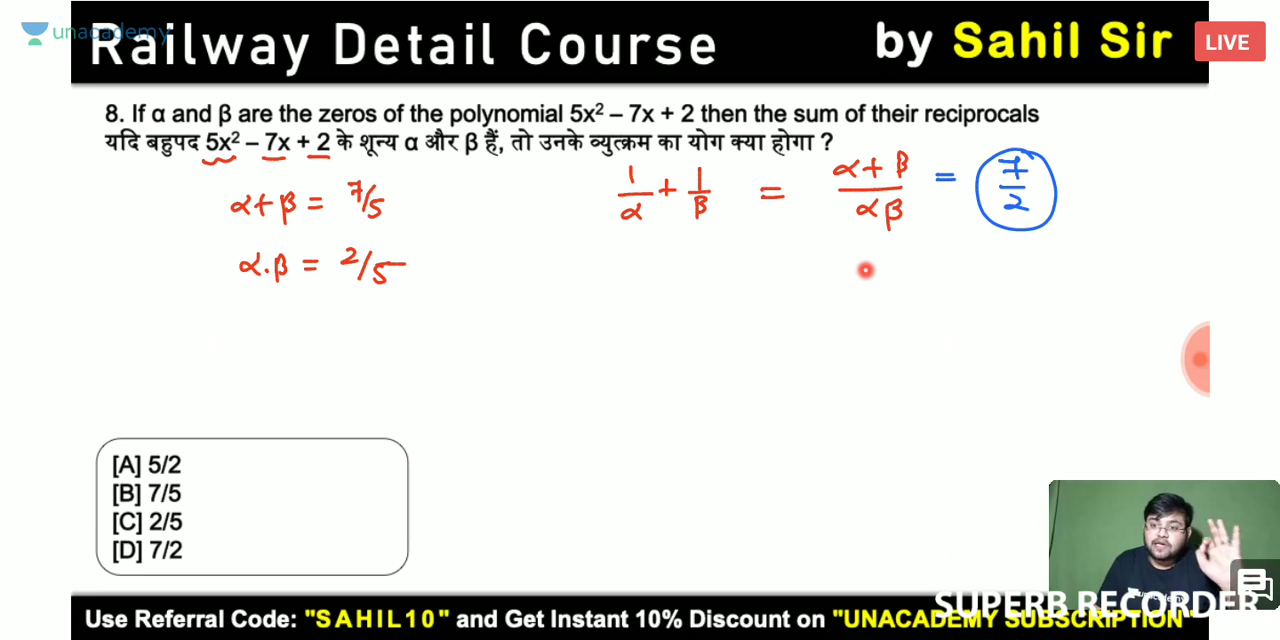 unacademy
Railway Detail Course by Sahil Sir
LIVE
8. If α and β are the zeros of the polynomial 5x² – 7x + 2 then the sum of their reciprocals
यदि बहुपद 5x² – 7x + 2 के शून्य α और β हैं, तो उनके व्युत्क्रम का योग क्या होगा ?
α+β = 7/5
α.β = 2/5
1/α + 1/β = α+β/αβ = 7/2
[A] 5/2
[B] 7/5
[C] 2/5
[D] 7/2
Use Referral Code: "SAHIL10" and Get Instant 10% Discount on "UNACADEMY SUBSCRIPTION"
SUPERB RECORDER